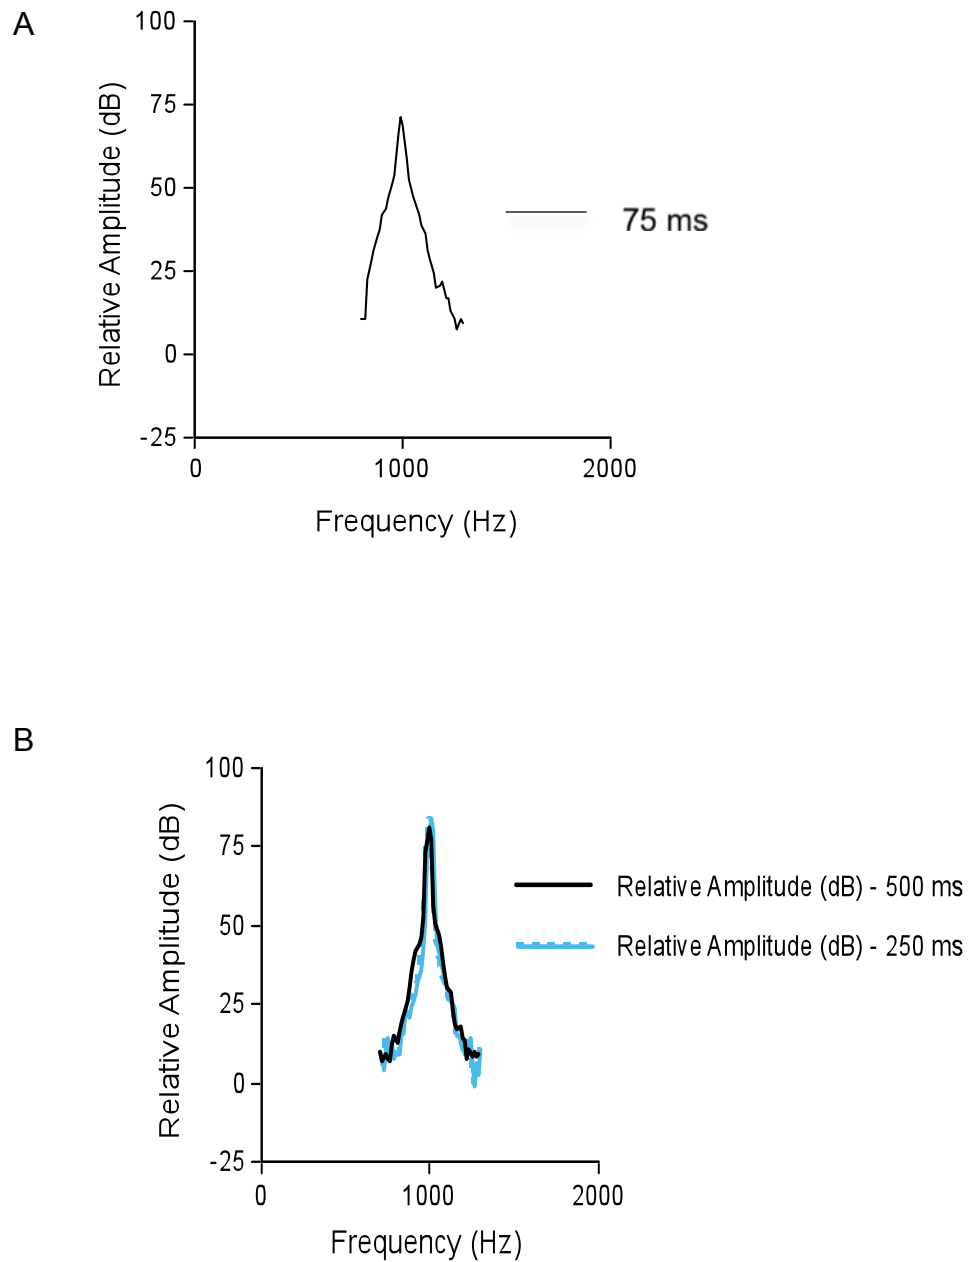 A
Relative Amplitude (dB)
100
75
50
25
0
-25
0 1000 2000
Frequency (Hz)
75 ms
B
Relative Amplitude (dB)
100
75
50
25
0
-25
0 1000 2000
Frequency (Hz)
Relative Amplitude (dB) - 500 ms
Relative Amplitude (dB) - 250 ms